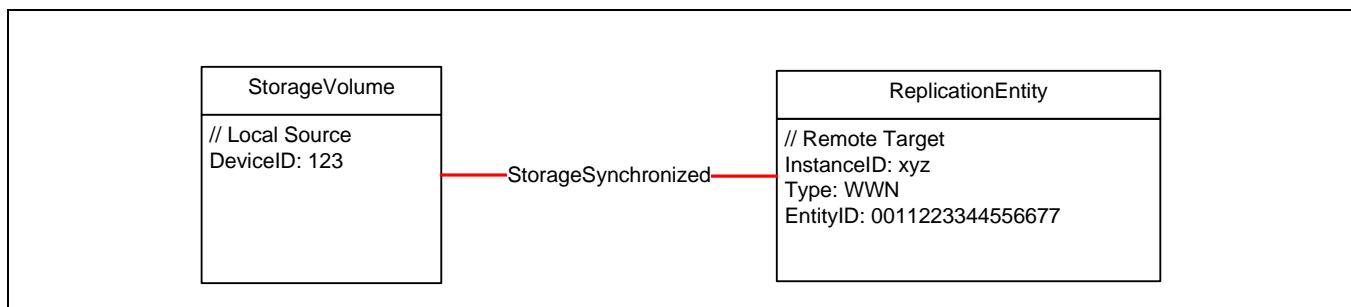 StorageVolume
// Local Source
DeviceID: 123
StorageSynchronized
ReplicationEntity
// Remote Target
InstanceID: xyz
Type: WWN
EntityID: 0011223344556677